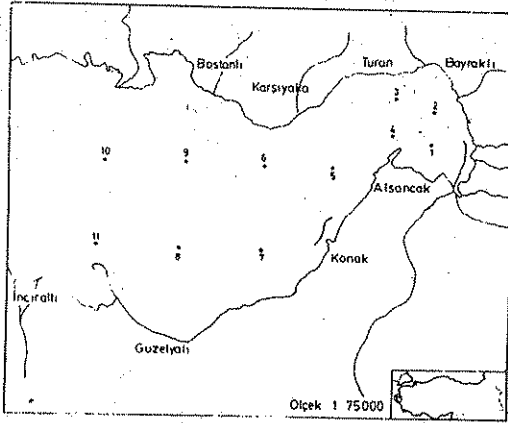 Bostanlı
Turan
Bayraklı
Karşıyaka
3
2
4
1
10
9
6
5
Alsancak
11
8
7
Konak
İnciraltı
Güzelyalı
Ölçek 1 75000